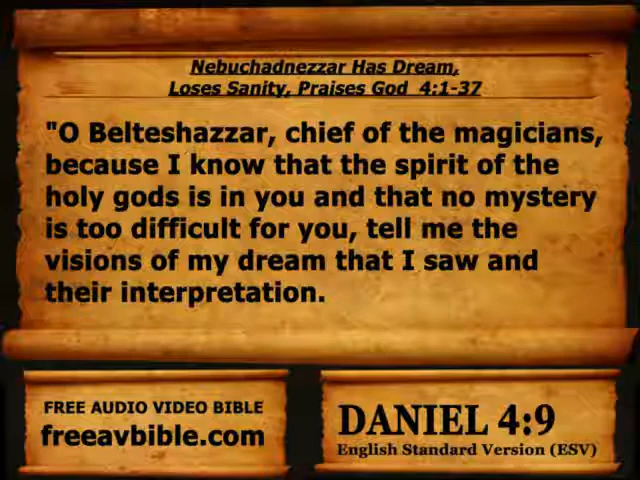 Nebuchadnezzar Has Dream,
Loses Sanity, Praises God  4:1-37
"O Belteshazzar, chief of the magicians,
because I know that the spirit of the
holy gods is in you and that no mystery
is too difficult for you, tell me the
visions of my dream that I saw and
their interpretation.
FREE AUDIO VIDEO BIBLE
freeavbible.com
DANIEL 4:9
English Standard Version (ESV)